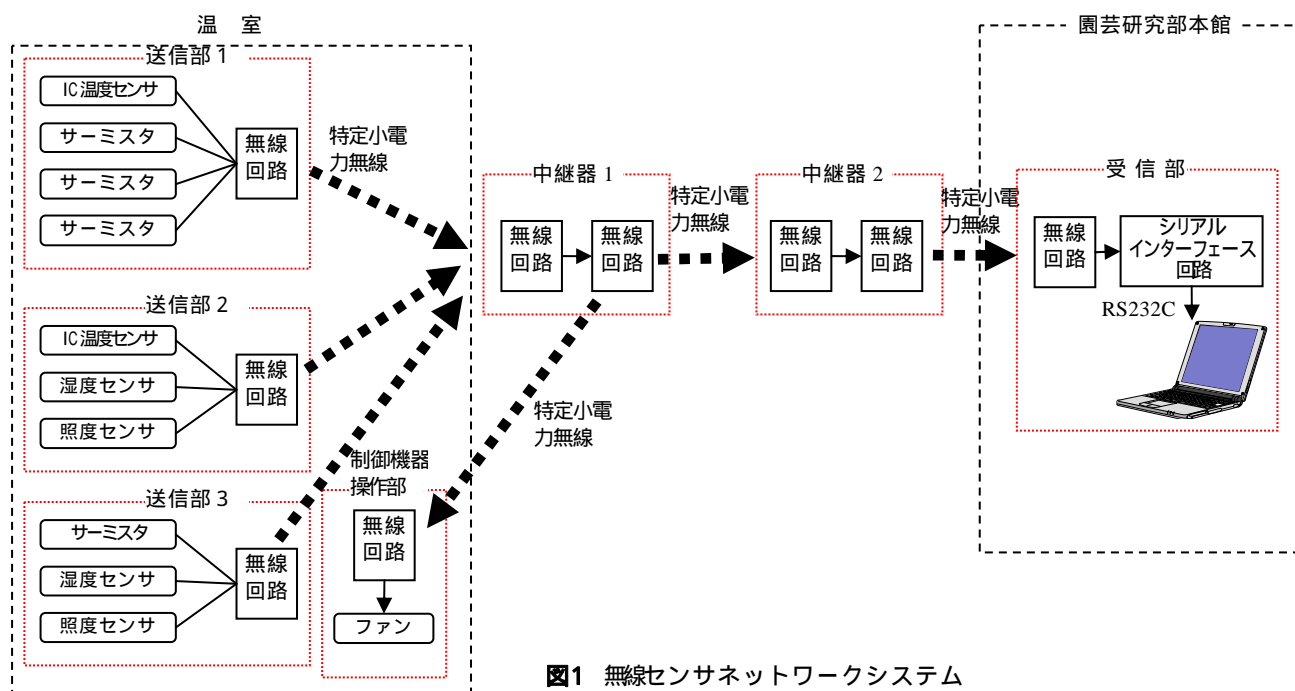 温 室
送信部 1
IC温度センサ
サーミスタ
サーミスタ
サーミスタ
無線
回路
特定小電
力無線
送信部 2
IC温度センサ
湿度センサ
照度センサ
無線
回路
送信部 3
サーミスタ
湿度センサ
照度センサ
無線
回路
制御機器
操作部
無線
回路
ファン
特定小電
力無線
中継器 1
無線
回路
無線
回路
特定小電
力無線
中継器 2
無線
回路
無線
回路
特定小電
力無線
園芸研究部本館
受 信 部
無線
回路
シリアル
インターフェース
回路
RS232C
図1 無線センサネットワークシステム